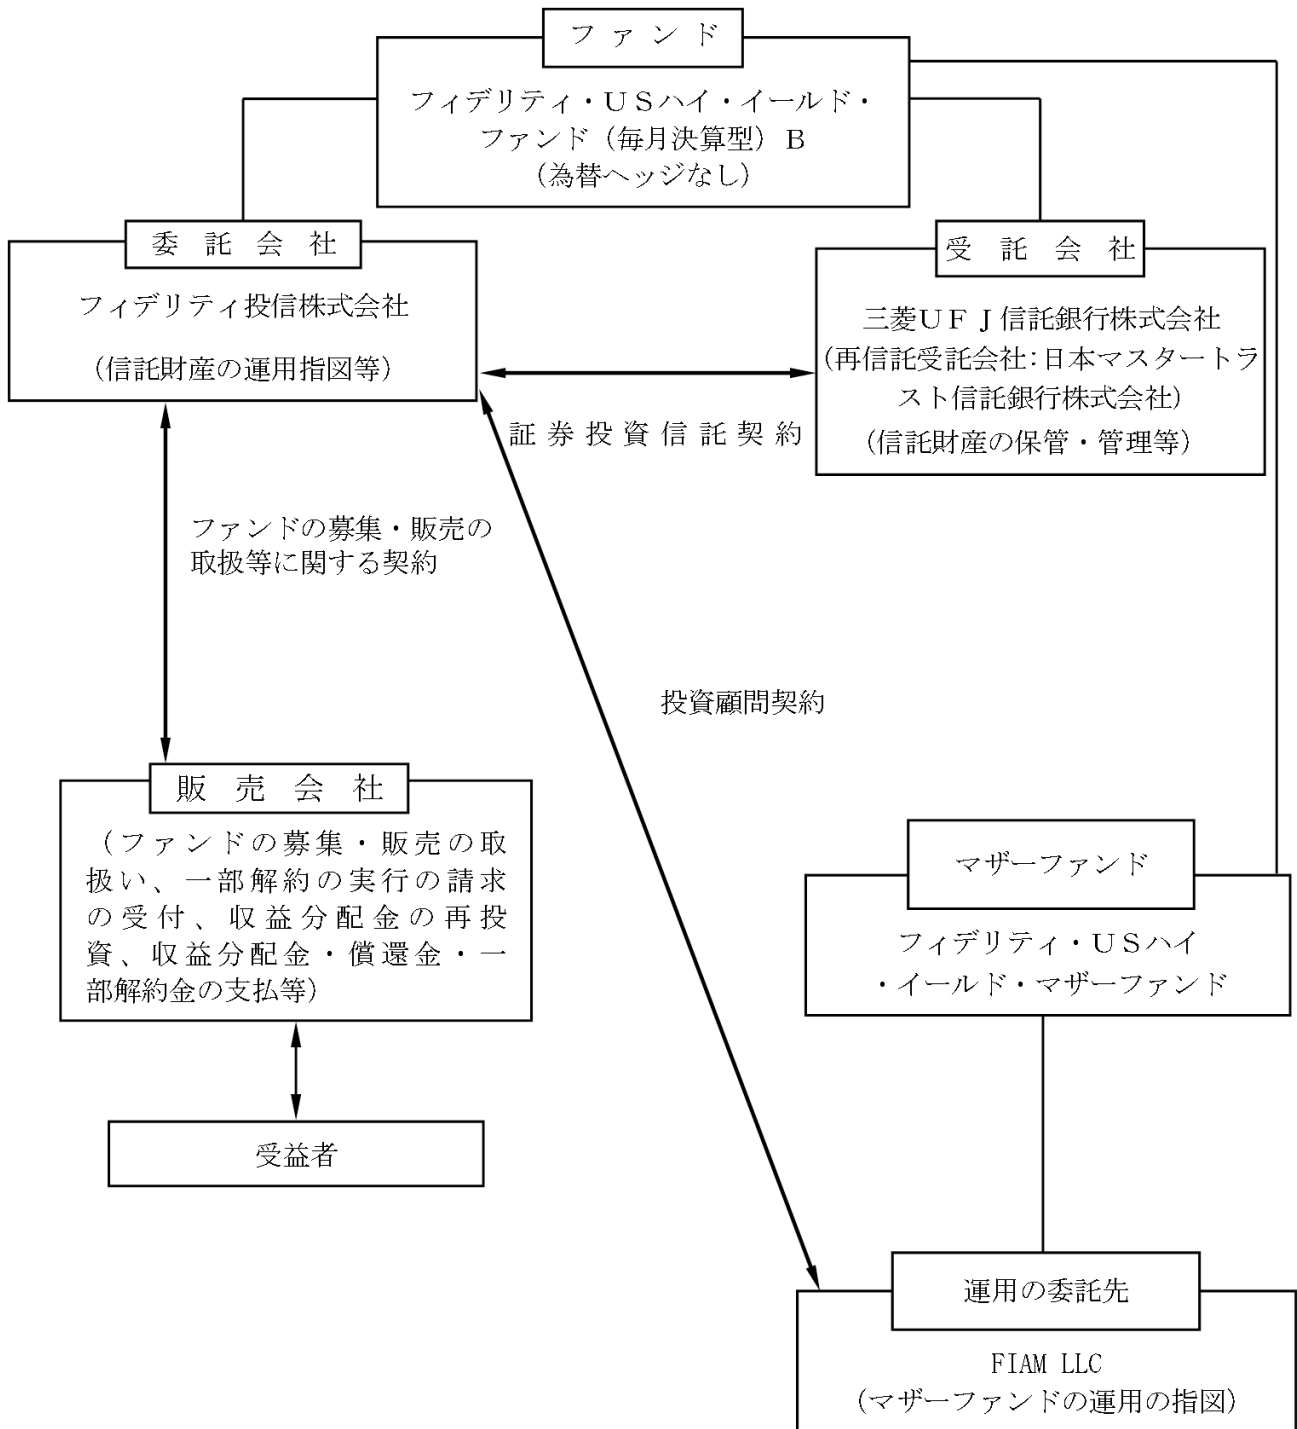 ファンド
フィデリティ・ＵＳハイ・イールド・
ファンド（毎月決算型）Ｂ
（為替ヘッジなし）
委託会社
フィデリティ投信株式会社
（信託財産の運用指図等）
受託会社
三菱ＵＦＪ信託銀行株式会社
（再信託受託会社：日本マスタートラ
スト信託銀行株式会社）
（信託財産の保管・管理等）
証券投資信託契約
ファンドの募集・販売の
取扱等に関する契約
投資顧問契約
販売会社
（ファンドの募集・販売の取
扱い、一部解約の実行の請求
の受付、収益分配金の再投
資、収益分配金・償還金・一
部解約金の支払等）
マザーファンド
フィデリティ・ＵＳハイ
・イールド・マザーファンド
受益者
運用の委託先
FIAM LLC
（マザーファンドの運用の指図）